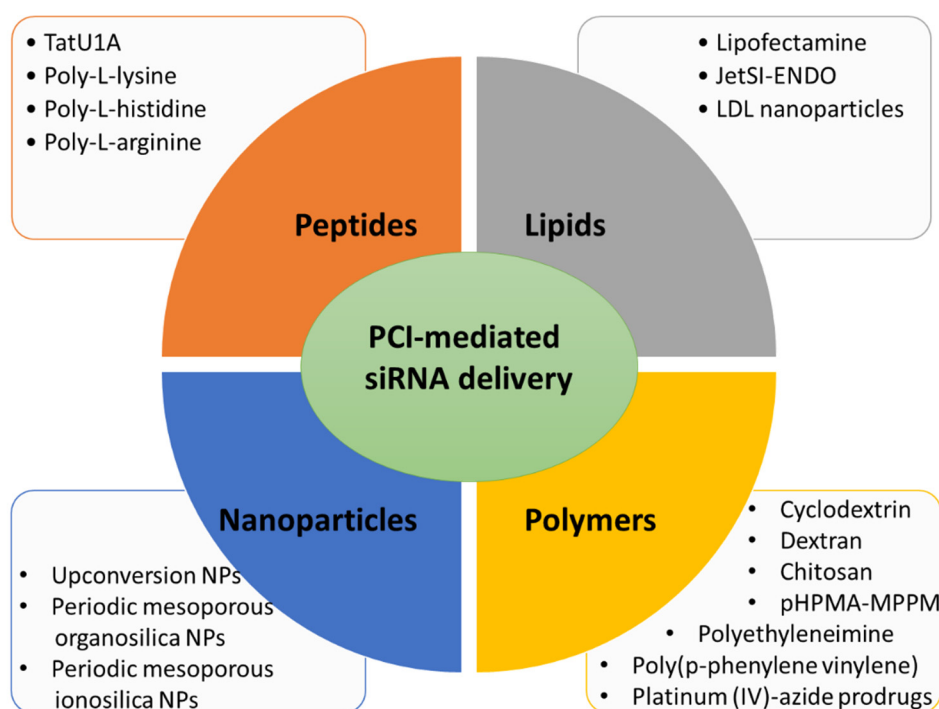 • TatU1A
• Poly-L-lysine
• Poly-L-histidine
• Poly-L-arginine
• Lipofectamine
• JetSI-ENDO
• LDL nanoparticles
Peptides
Lipids
PCI-mediated
siRNA delivery
Nanoparticles
Polymers
• Upconversion NPs
• Periodic mesoporous
organosilica NPs
• Periodic mesoporous
ionosilica NPs
• Cyclodextrin
• Dextran
• Chitosan
• pHPMA-MPPM
• Polyethyleneimine
• Poly(p-phenylene vinylene)
• Platinum (IV)-azide prodrugs